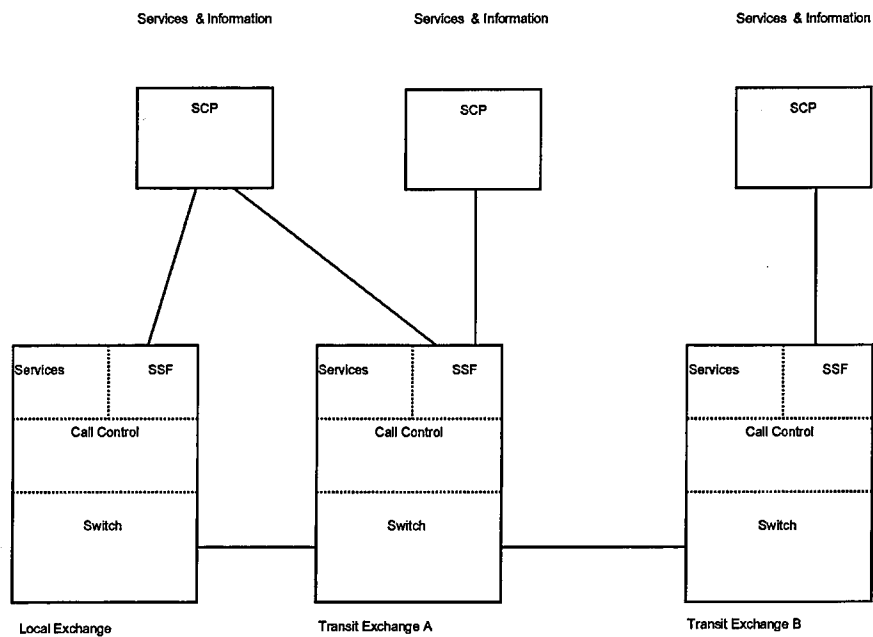 Services & Information
Services & Information
Services & Information
SCP
SCP
SCP
Services
SSF
Services
SSF
Services
SSF
Call Control
Call Control
Call Control
Switch
Switch
Switch
Local Exchange
Transit Exchange A
Transit Exchange B